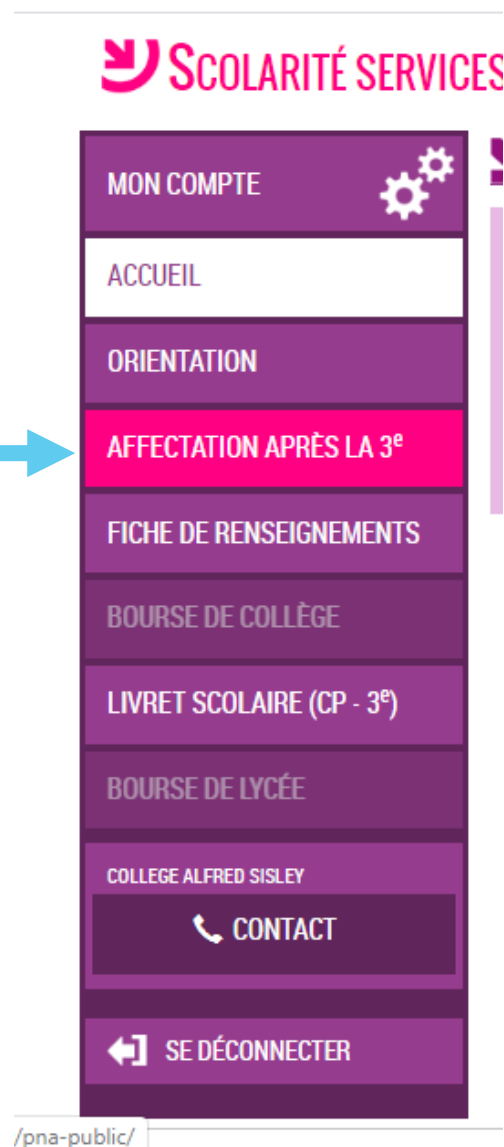 SCOLARITÉ SERVICES
MON COMPTE
ACCUEIL
ORIENTATION
AFFECTATION APRÈS LA 3ᵉ
FICHE DE RENSEIGNEMENTS
BOURSE DE COLLÈGE
LIVRET SCOLAIRE (CP - 3ᵉ)
BOURSE DE LYCÉE
COLLEGE ALFRED SISLEY
CONTACT
SE DÉCONNECTER
/pna-public/